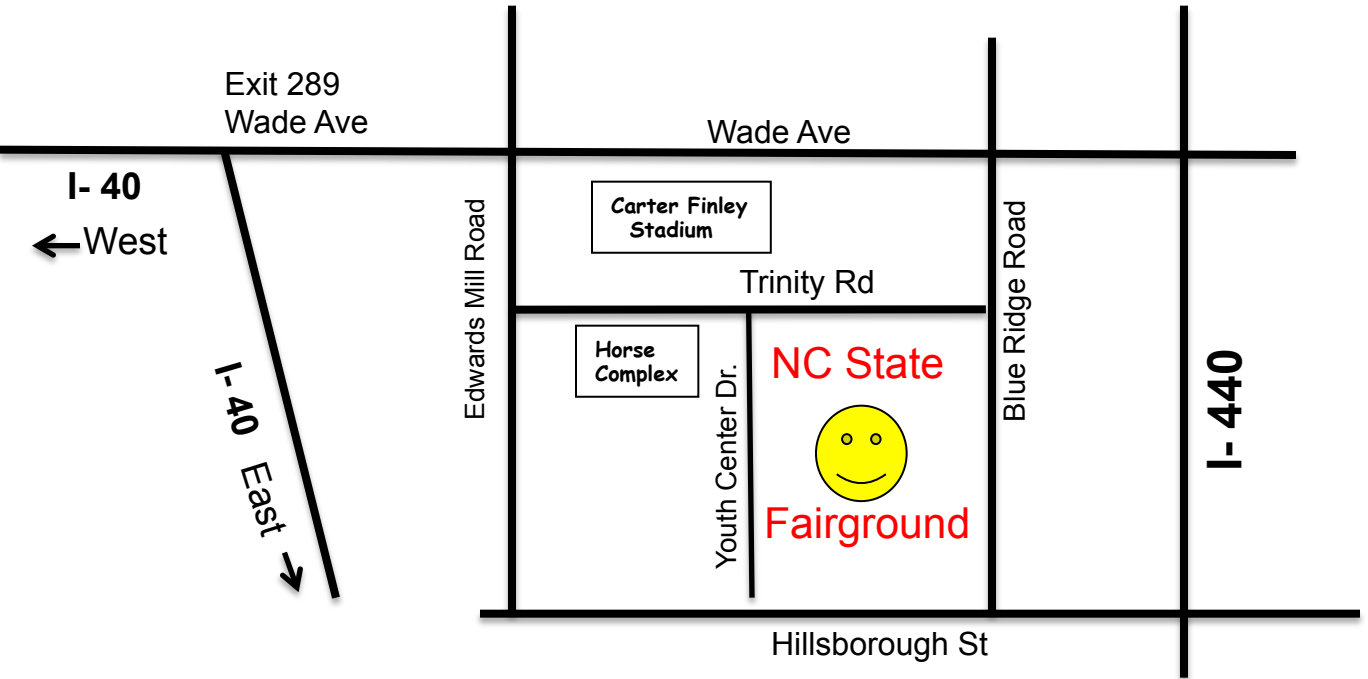 Exit 289
Wade Ave
Wade Ave
I- 40
West
Carter Finley
Stadium
Edwards Mill Road
Trinity Rd
Blue Ridge Road
Horse
Complex
NC State
Fairground
Youth Center Dr.
I- 40 East
I- 440
Hillsborough St